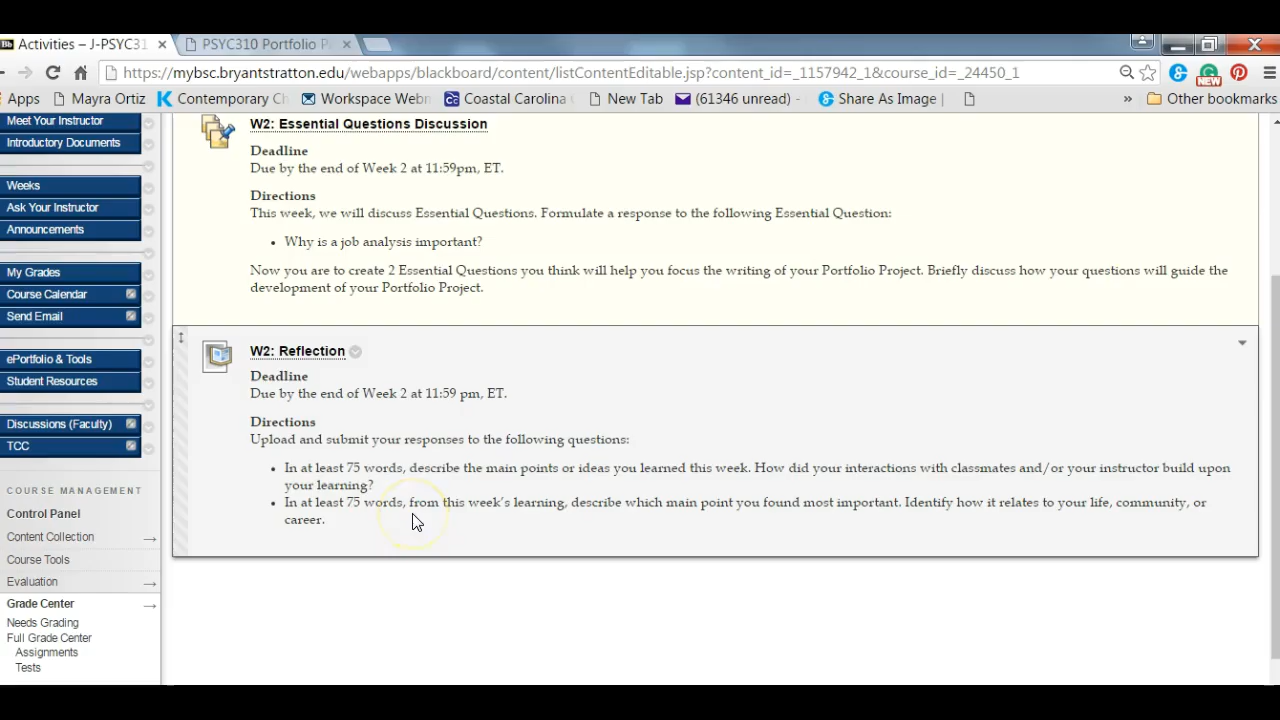 Bb Activities – J-PSYC31
PSYC310 Portfolio P
https://mybsc.bryantstratton.edu/webapps/blackboard/content/listContentEditable.jsp?content_id=_1157942_1&course_id=_24450_1
NEW
Apps Mayra Ortiz Contemporary Ch Workspace Webm Coastal Carolina New Tab (61346 unread) - Share As Image | » Other bookmarks
Meet Your Instructor
Introductory Documents
Weeks
Ask Your Instructor
Announcements
My Grades
Course Calendar
Send Email
ePortfolio & Tools
Student Resources
Discussions (Faculty)
TCC
COURSE MANAGEMENT
Control Panel
Content Collection
Course Tools
Evaluation
Grade Center
Needs Grading
Full Grade Center
Assignments
Tests
W2: Essential Questions Discussion
Deadline
Due by the end of Week 2 at 11:59pm, ET.
Directions
This week, we will discuss Essential Questions. Formulate a response to the following Essential Question:
• Why is a job analysis important?
Now you are to create 2 Essential Questions you think will help you focus the writing of your Portfolio Project. Briefly discuss how your questions will guide the
development of your Portfolio Project.
W2: Reflection
Deadline
Due by the end of Week 2 at 11:59 pm, ET.
Directions
Upload and submit your responses to the following questions:
• In at least 75 words, describe the main points or ideas you learned this week. How did your interactions with classmates and/or your instructor build upon
your learning?
• In at least 75 words, from this week's learning, describe which main point you found most important. Identify how it relates to your life, community, or
career.